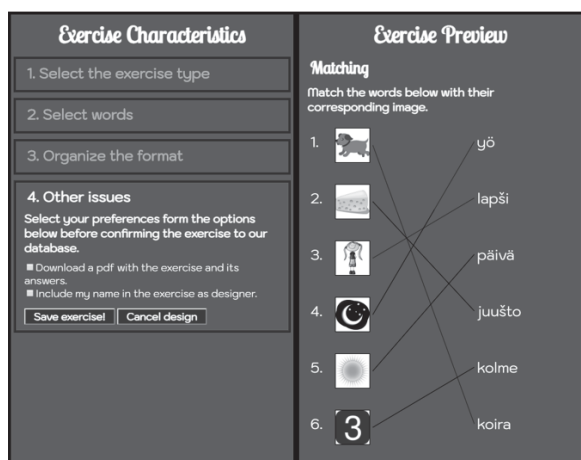 Exercise Characteristics
1. Select the exercise type
2. Select words
3. Organize the format
4. Other issues
Select your preferences form the options
below before confirming the exercise to our
database.
Download a pdf with the exercise and its
answers.
Include my name in the exercise as designer.
Save exercise! Cancel design
Exercise Preview
Matching
Match the words below with their
corresponding image.
1. yö
2. lapši
3. päivä
4. juušto
5. kolme
6. 3 koira